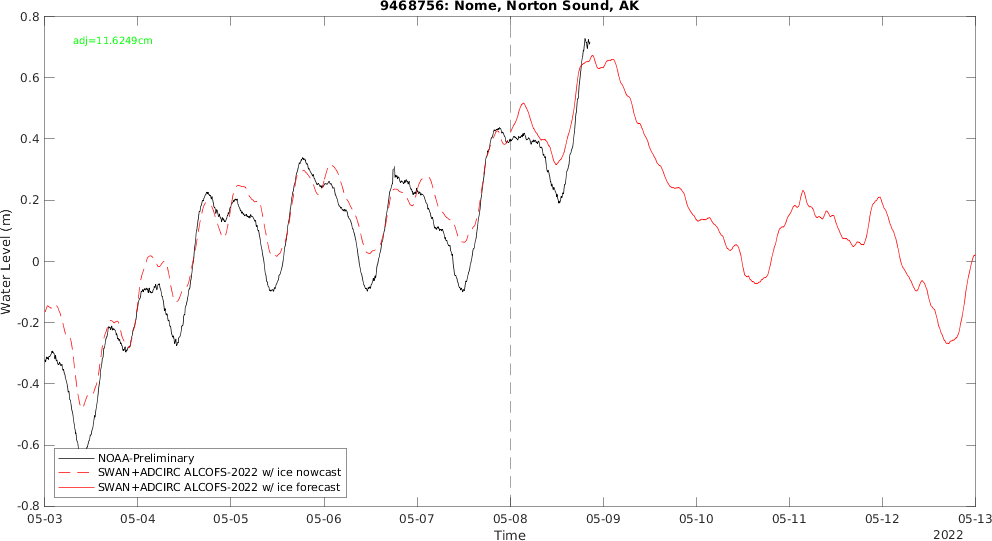 9468756: Nome, Norton Sound, AK
adj=11.6249cm
0.8
0.6
0.4
0.2
0
-0.2
-0.4
-0.6
-0.8
Water Level (m)
NOAA-Preliminary
SWAN+ADCIRC ALCOFS-2022 w/ ice nowcast
SWAN+ADCIRC ALCOFS-2022 w/ ice forecast
05-03 05-04 05-05 05-06 05-07 05-08 05-09 05-10 05-11 05-12 05-13
Time
2022